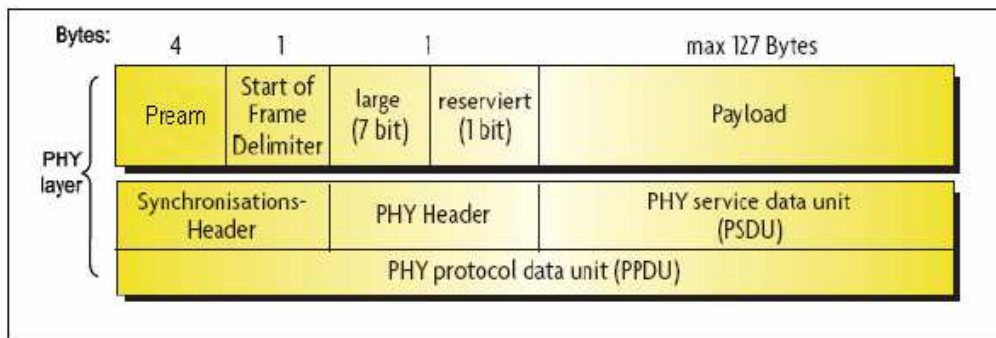 Bytes: 4 1 1 max 127 Bytes
Pream
Start of
Frame
Delimiter
large
(7 bit)
reserviert
(1 bit)
Payload
PHY
layer
Synchronisations-
Header
PHY Header
PHY service data unit
(PSDU)
PHY protocol data unit (PPDU)